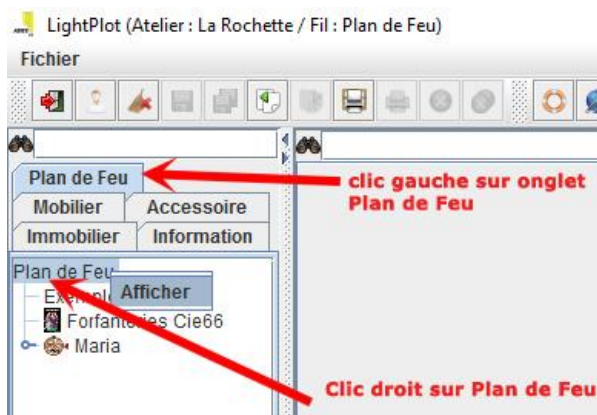 LightPlot (Atelier : La Rochette / Fil : Plan de Feu)
Fichier
Plan de Feu
clic gauche sur onglet
Plan de Feu
Mobilier Accessoire
Immobilier Information
Plan de Feu
Afficher
Forfanteries Cie66
Maria
Clic droit sur Plan de Feu